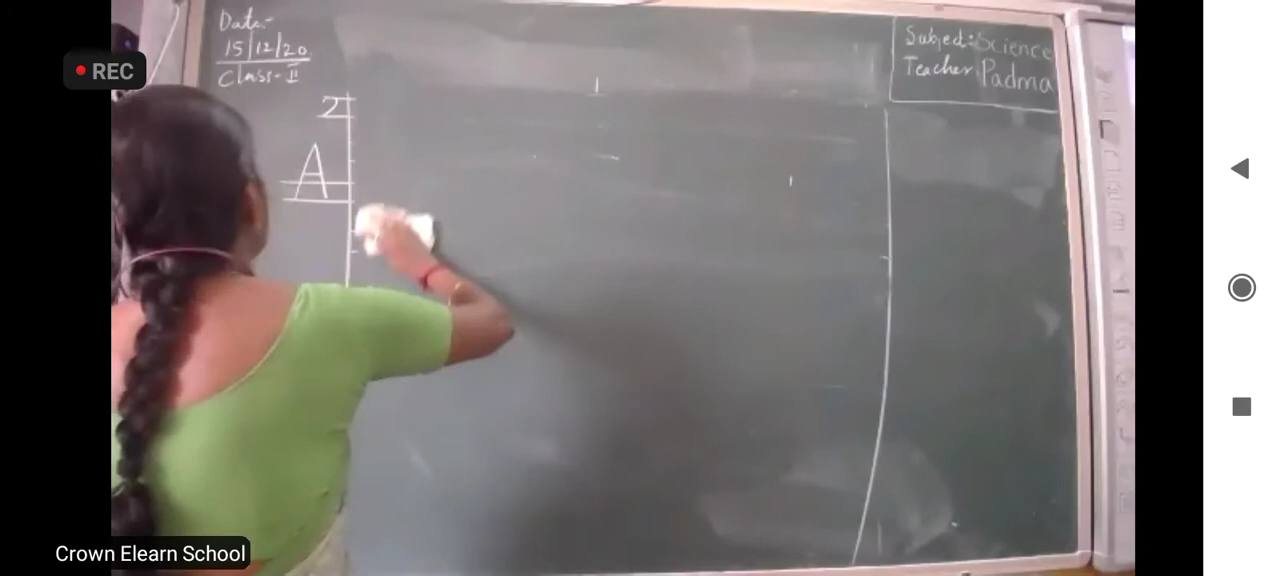 REC
Date:-
15/12/20
Class-II
2
A
Subject: Science
Teacher: Padma
Crown Elearn School